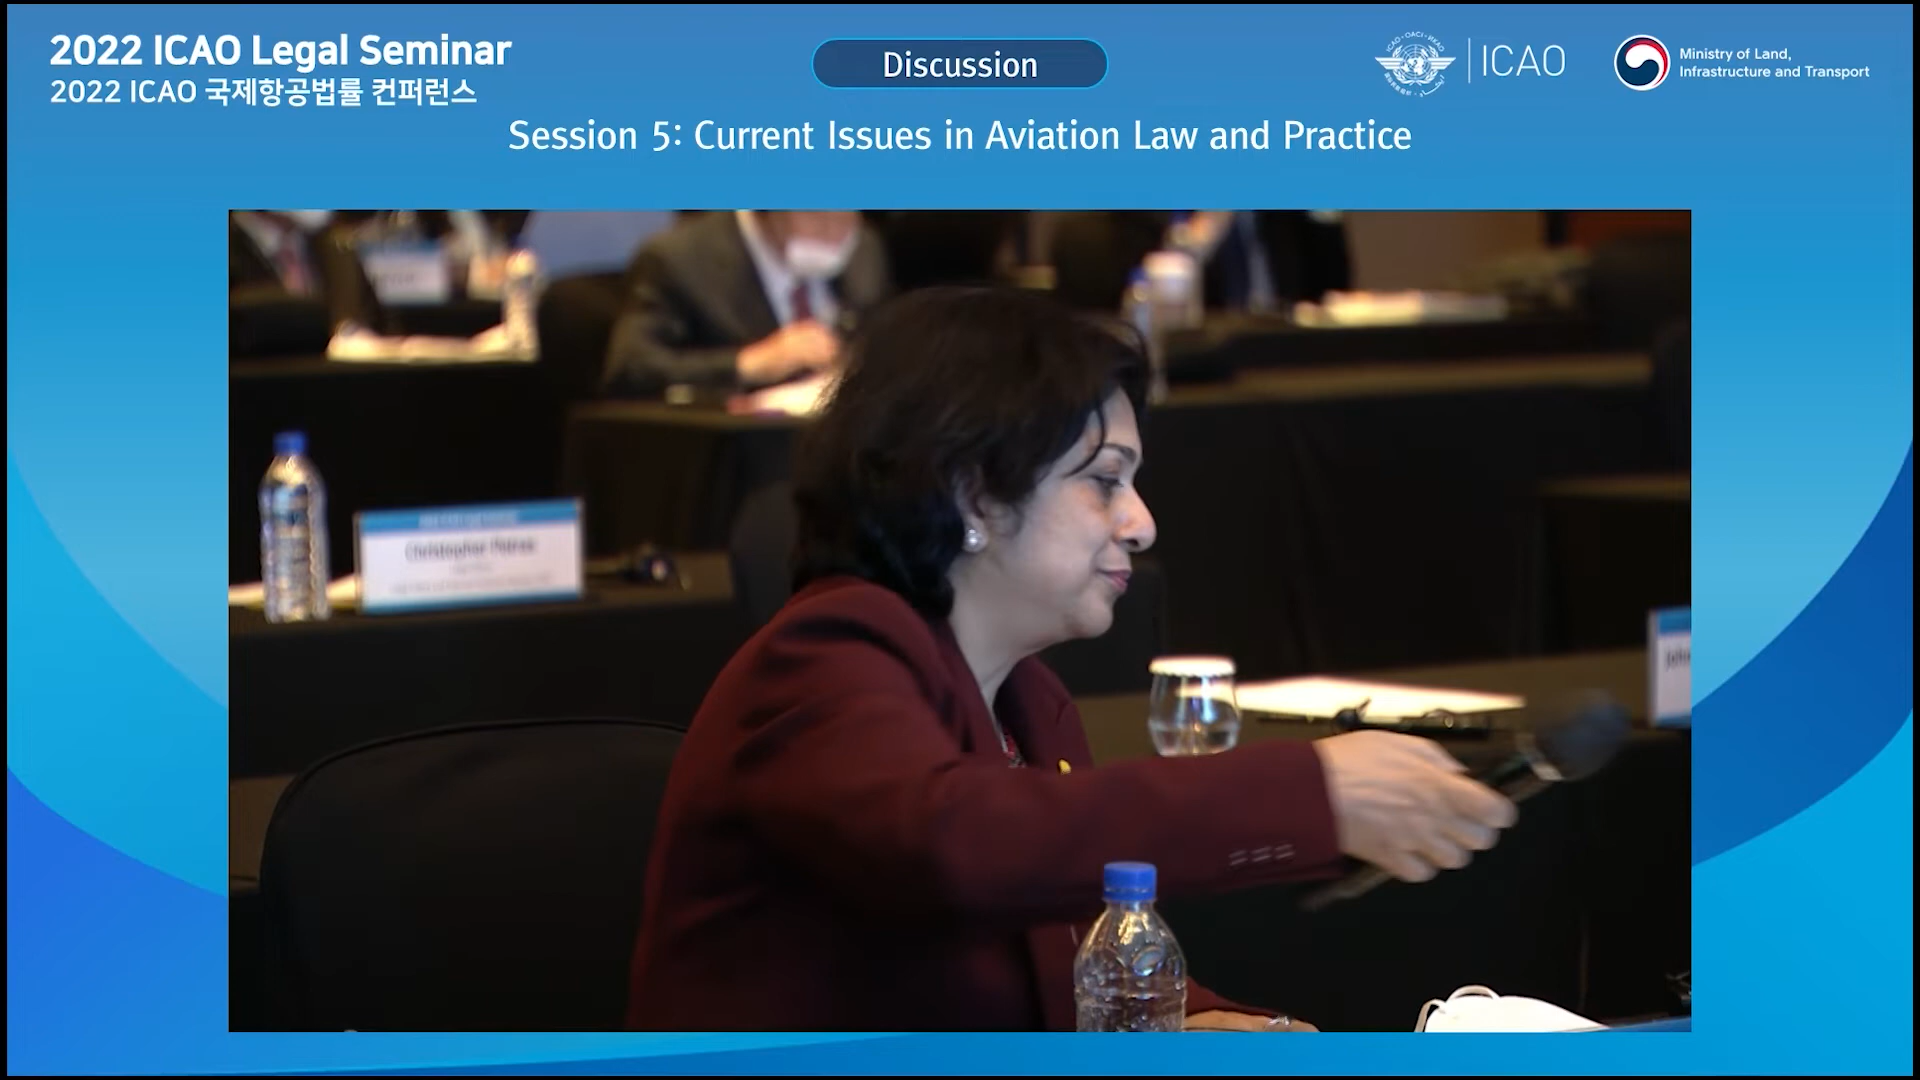 2022 ICAO Legal Seminar
2022 ICAO 국제항공법률 컨퍼런스
Discussion
ICAO
Ministry of Land,
Infrastructure and Transport
Session 5: Current Issues in Aviation Law and Practice
Christopher